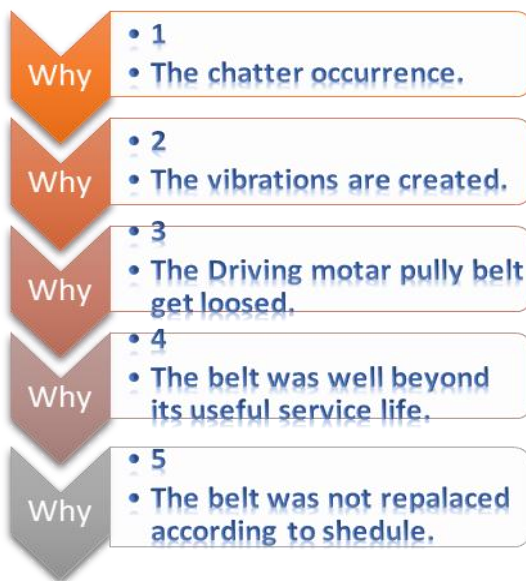 Why
• 1
• The chatter occurrence.
Why
• 2
• The vibrations are created.
Why
• 3
• The Driving motar pully belt
get loosed.
Why
• 4
• The belt was well beyond
its useful service life.
Why
• 5
• The belt was not repalaced
according to shedule.